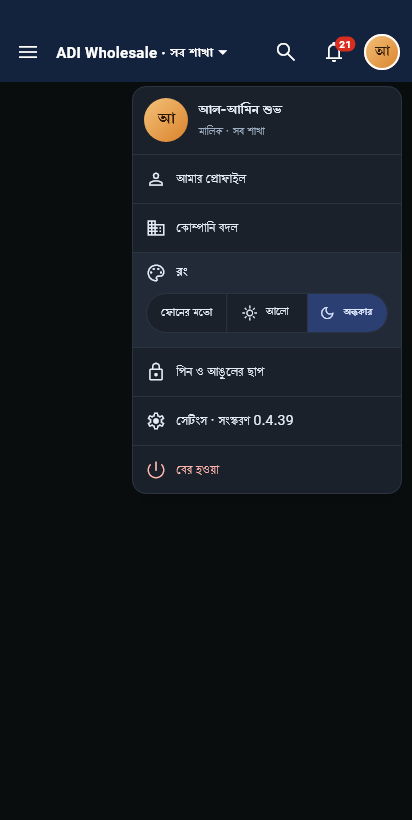 ADI Wholesale · সব শাখা
21
আ
আ
আল-আমিন শুভ
মালিক · সব শাখা
আমার প্রোফাইল
কোম্পানি বদল
রং
ফোনের মতো
আলো
অন্ধকার
পিন ও আঙুলের ছাপ
সেটিংস · সংস্করণ 0.4.39
বের হওয়া